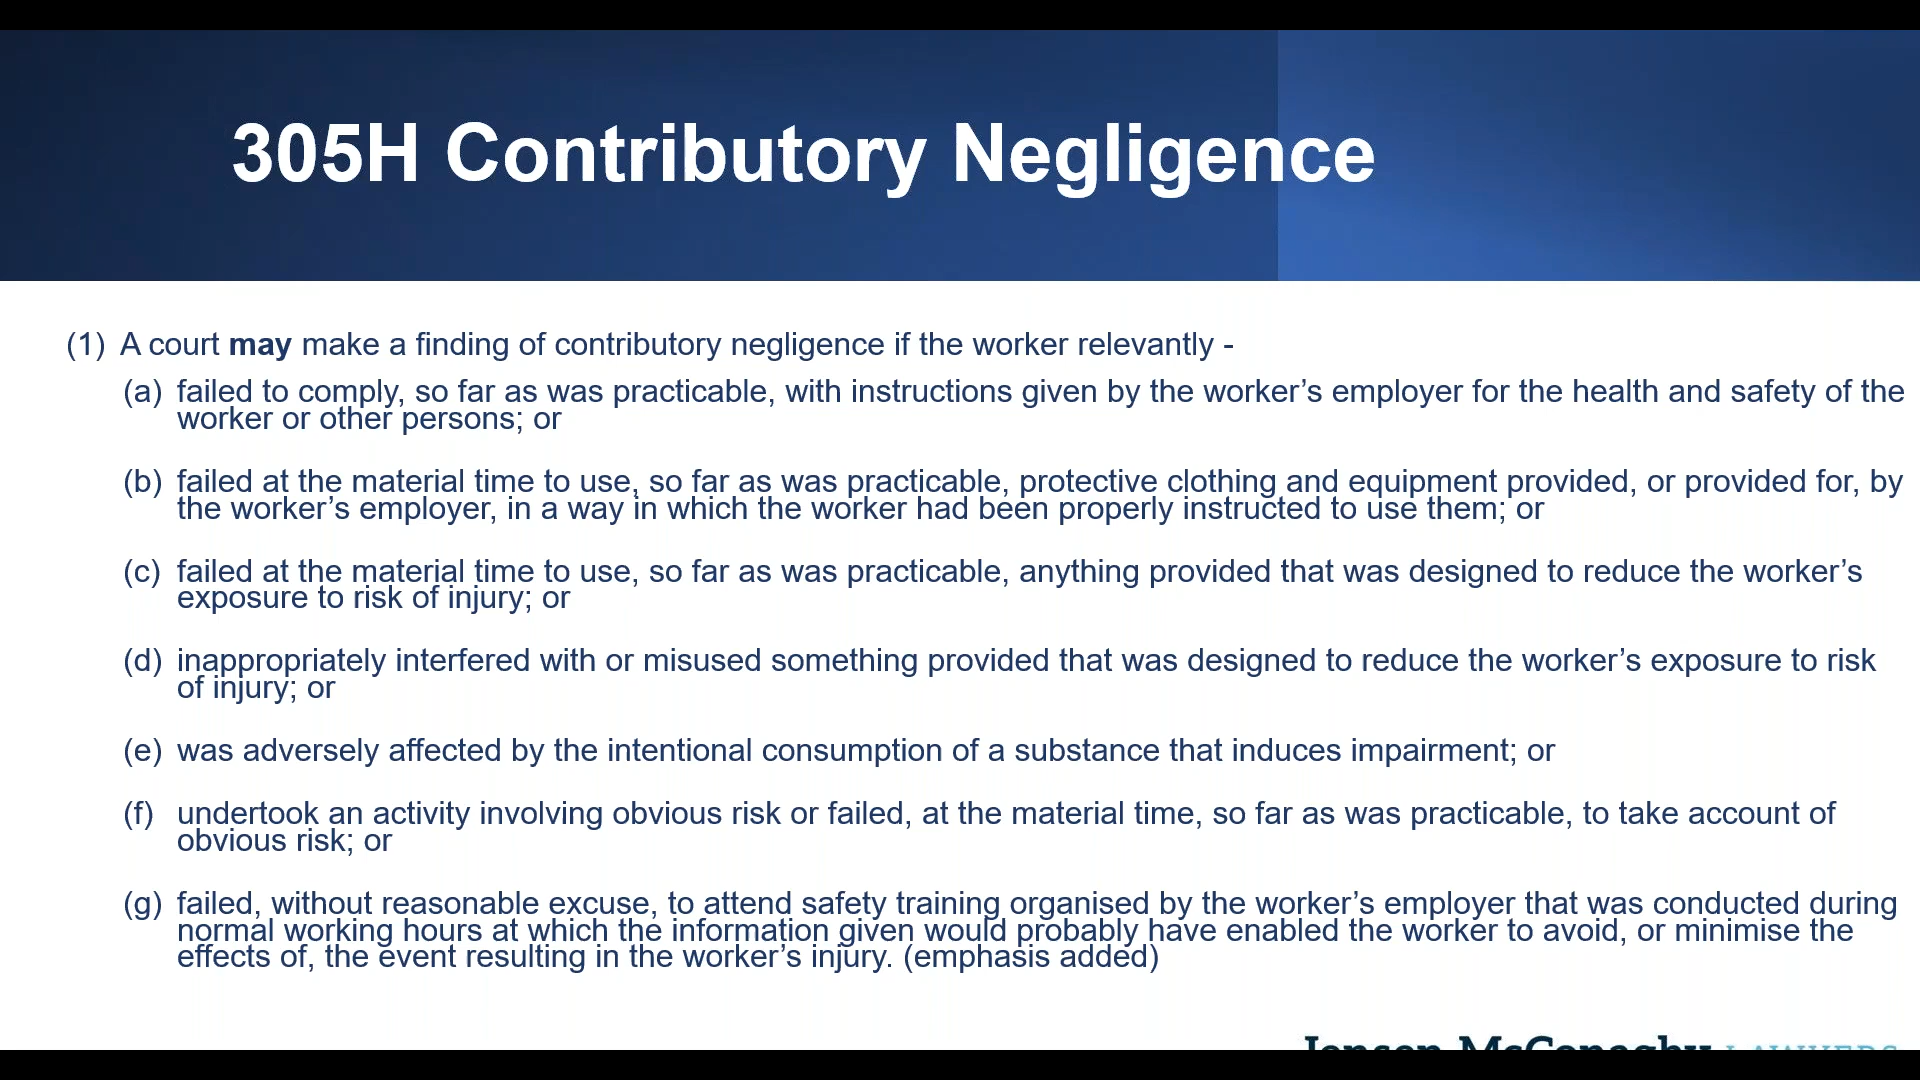 305H Contributory Negligence
(1) A court may make a finding of contributory negligence if the worker relevantly -
(a) failed to comply, so far as was practicable, with instructions given by the worker’s employer for the health and safety of the
worker or other persons; or
(b) failed at the material time to use, so far as was practicable, protective clothing and equipment provided, or provided for, by
the worker’s employer, in a way in which the worker had been properly instructed to use them; or
(c) failed at the material time to use, so far as was practicable, anything provided that was designed to reduce the worker’s
exposure to risk of injury; or
(d) inappropriately interfered with or misused something provided that was designed to reduce the worker’s exposure to risk
of injury; or
(e) was adversely affected by the intentional consumption of a substance that induces impairment; or
(f) undertook an activity involving obvious risk or failed, at the material time, so far as was practicable, to take account of
obvious risk; or
(g) failed, without reasonable excuse, to attend safety training organised by the worker’s employer that was conducted during
normal working hours at which the information given would probably have enabled the worker to avoid, or minimise the
effects of, the event resulting in the worker’s injury. (emphasis added)
Jensen McConaghy LAWYERS